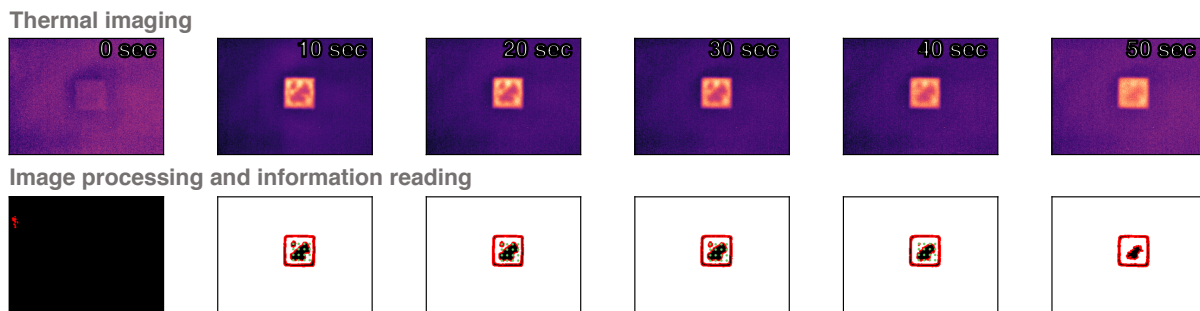 Thermal imaging
0 sec 10 sec 20 sec 30 sec 40 sec 50 sec
Image processing and information reading